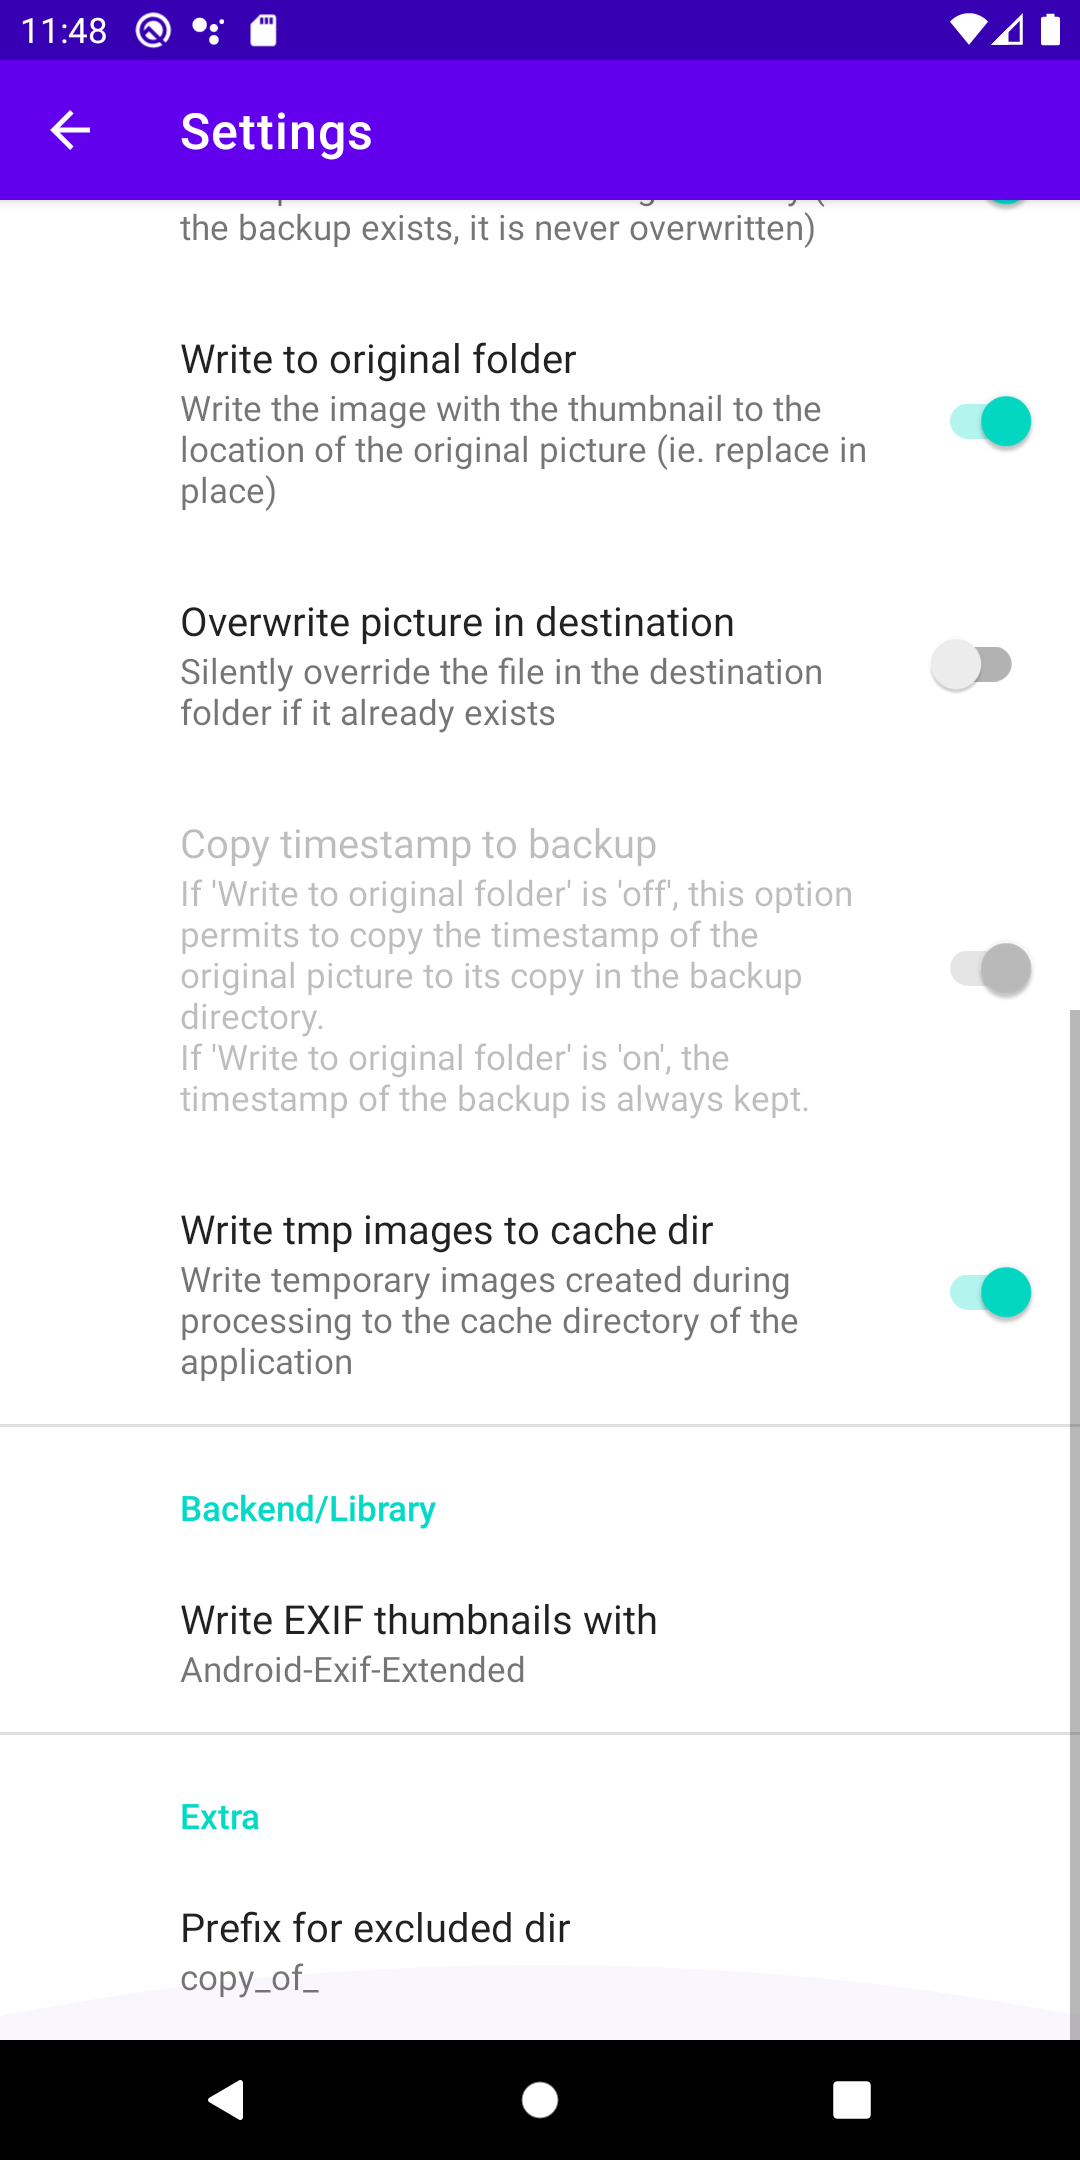 11:48
Settings
the backup exists, it is never overwritten)
Write to original folder
Write the image with the thumbnail to the
location of the original picture (ie. replace in
place)
Overwrite picture in destination
Silently override the file in the destination
folder if it already exists
Copy timestamp to backup
If 'Write to original folder' is 'off', this option
permits to copy the timestamp of the
original picture to its copy in the backup
directory.
If 'Write to original folder' is 'on', the
timestamp of the backup is always kept.
Write tmp images to cache dir
Write temporary images created during
processing to the cache directory of the
application
Backend/Library
Write EXIF thumbnails with
Android-Exif-Extended
Extra
Prefix for excluded dir
copy_of_